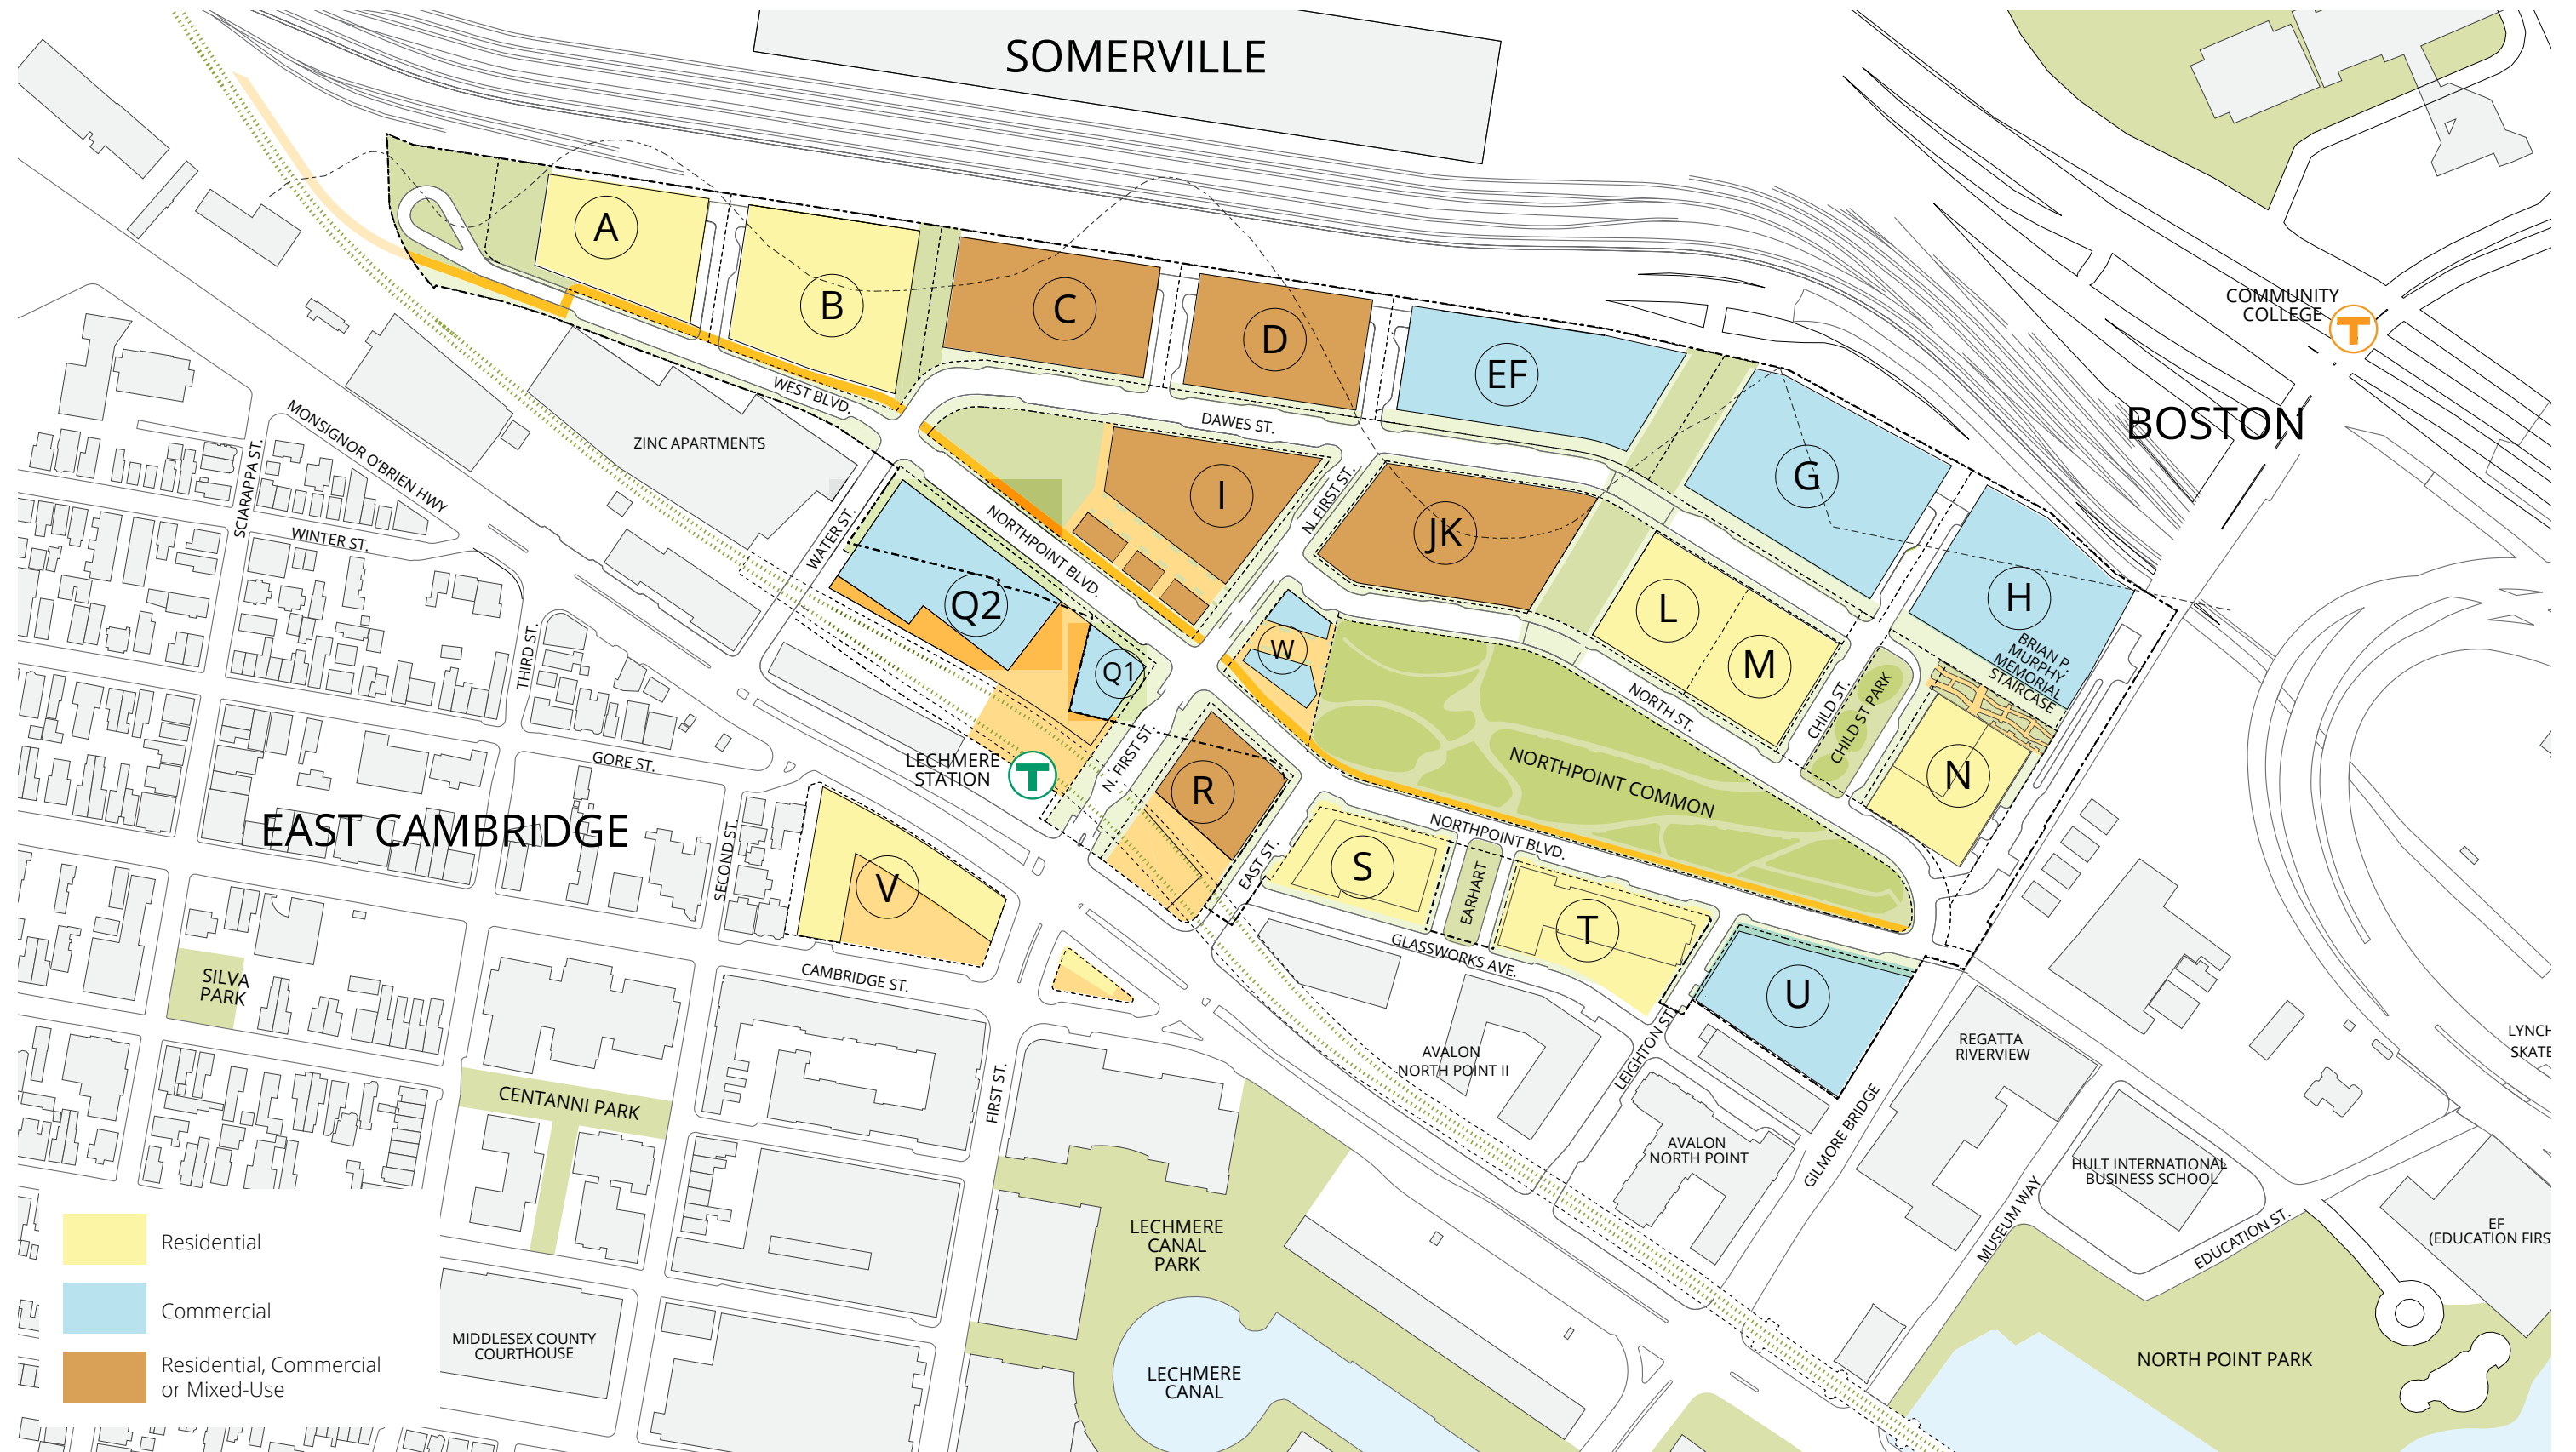 SOMERVILLE
A
B
C
D
EF
COMMUNITY
COLLEGE
T
BOSTON
WEST BLVD.
DAWES ST.
ZINC APARTMENTS
MONSIGNOR O'BRIEN HWY
SCIARAPPA ST.
WINTER ST.
WATER ST.
NORTHPOINT BLVD.
I
N. FIRST ST.
JK
G
H
L
M
Q2
Q1
W
BRIAN P.
MURPHY
MEMORIAL
STAIRCASE
THIRD ST.
NORTH ST.
CHILD ST.
CHILD ST PARK
N
GORE ST.
LECHMERE
STATION
T
N. FIRST ST.
R
NORTHPOINT COMMON
NORTHPOINT BLVD.
EAST CAMBRIDGE
SECOND ST.
V
EAST ST.
S
EARHART
T
GLASSWORKS AVE.
U
CAMBRIDGE ST.
SILVA
PARK
LEIGHTON ST.
AVALON
NORTH POINT II
REGATTA
RIVERVIEW
LYNCH
SKATE
CENTANNI PARK
FIRST ST.
AVALON
NORTH POINT
GILMORE BRIDGE
HULT INTERNATIONAL
BUSINESS SCHOOL
MUSEUM WAY
EDUCATION ST.
EF
(EDUCATION FIRS
LECHMERE
CANAL
PARK
LECHMERE
CANAL
MIDDLESEX COUNTY
COURTHOUSE
NORTH POINT PARK
Residential
Commercial
Residential, Commercial
or Mixed-Use